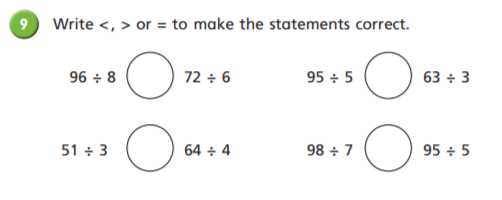 9 Write <, > or = to make the statements correct.
96 ÷ 8 72 ÷ 6 95 ÷ 5 63 ÷ 3
51 ÷ 3 64 ÷ 4 98 ÷ 7 95 ÷ 5